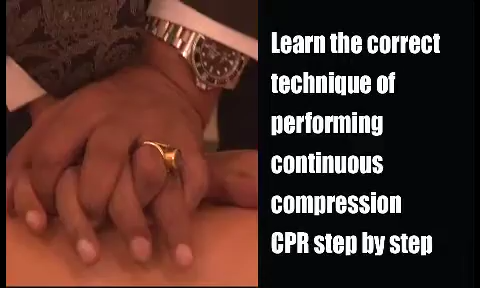 Learn the correct
technique of
performing
continuous
compression
CPR step by step